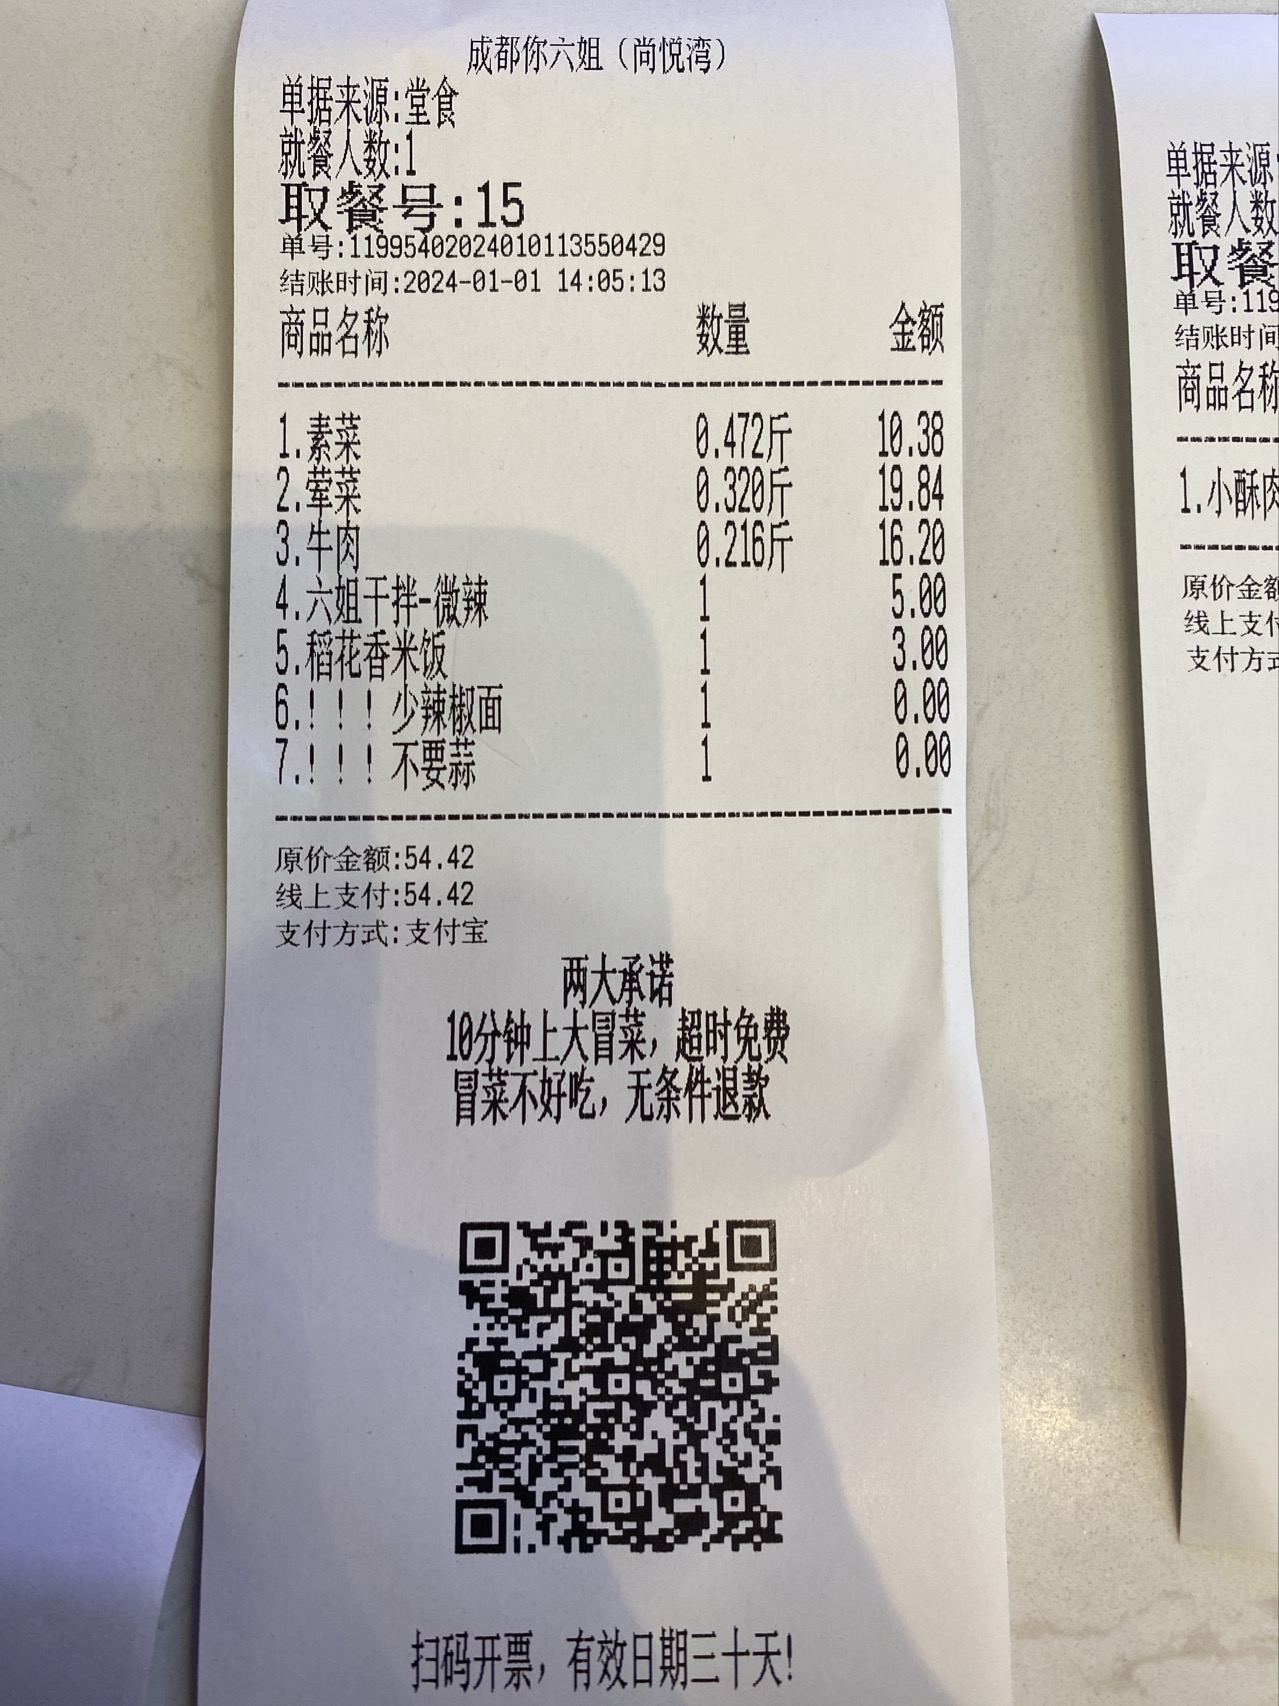 成都你六姐（尚悦湾）
单据来源:堂食
就餐人数:1
取餐号:15
单号:11995402024010113550429
结账时间:2024-01-01 14:05:13
商品名称 数量 金额
1.素菜 0.472斤 10.38
2.荤菜 0.320斤 19.84
3.牛肉 0.216斤 16.20
4.六姐干拌-微辣 1 5.00
5.稻花香米饭 1 3.00
6.！！！少辣椒面 1 0.00
7.！！！不要蒜 1 0.00
原价金额:54.42
线上支付:54.42
支付方式:支付宝
两大承诺
10分钟上大冒菜，超时免费
冒菜不好吃，无条件退款
扫码开票，有效日期三十天!
单据来源:
就餐人数
取餐
单号:119
结账时间
商品名称
1.小酥肉
原价金额
线上支付
支付方式